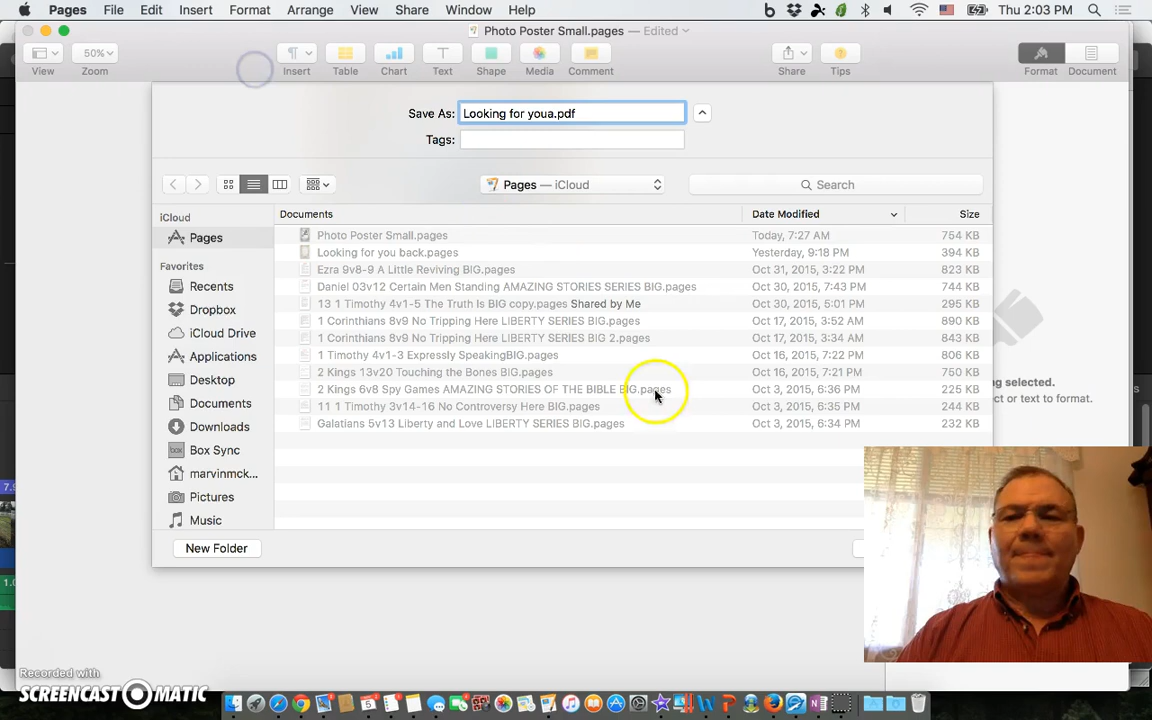 Pages File Edit Insert Format Arrange View Share Window Help Thu 2:03 PM
Photo Poster Small.pages — Edited
50%
View Zoom Insert Table Chart Text Shape Media Comment Share Tips Format Document
Save As: Looking for youa.pdf
Tags:
Pages — iCloud Search
iCloud
Pages
Favorites
Recents
Dropbox
iCloud Drive
Applications
Desktop
Documents
Downloads
box Box Sync
marvinmck...
Pictures
Music
Documents Date Modified Size
Photo Poster Small.pages Today, 7:27 AM 754 KB
Looking for you back.pages Yesterday, 9:18 PM 394 KB
Ezra 9v8-9 A Little Reviving BIG.pages Oct 31, 2015, 3:22 PM 823 KB
Daniel 03v12 Certain Men Standing AMAZING STORIES SERIES BIG.pages Oct 30, 2015, 7:43 PM 744 KB
13 1 Timothy 4v1-5 The Truth Is BIG copy.pages Shared by Me Oct 30, 2015, 5:01 PM 295 KB
1 Corinthians 8v9 No Tripping Here LIBERTY SERIES BIG.pages Oct 17, 2015, 3:52 AM 890 KB
1 Corinthians 8v9 No Tripping Here LIBERTY SERIES BIG 2.pages Oct 17, 2015, 3:34 AM 843 KB
1 Timothy 4v1-3 Expressly SpeakingBIG.pages Oct 16, 2015, 7:22 PM 806 KB
2 Kings 13v20 Touching the Bones BIG.pages Oct 16, 2015, 7:21 PM 750 KB
2 Kings 6v8 Spy Games AMAZING STORIES OF THE BIBLE BIG.pages Oct 3, 2015, 6:36 PM 225 KB
11 1 Timothy 3v14-16 No Controversy Here BIG.pages Oct 3, 2015, 6:35 PM 244 KB
Galatians 5v13 Liberty and Love LIBERTY SERIES BIG.pages Oct 3, 2015, 6:34 PM 232 KB
ng selected.
ect or text to format.
New Folder
Recorded with
SCREENCAST MATIC